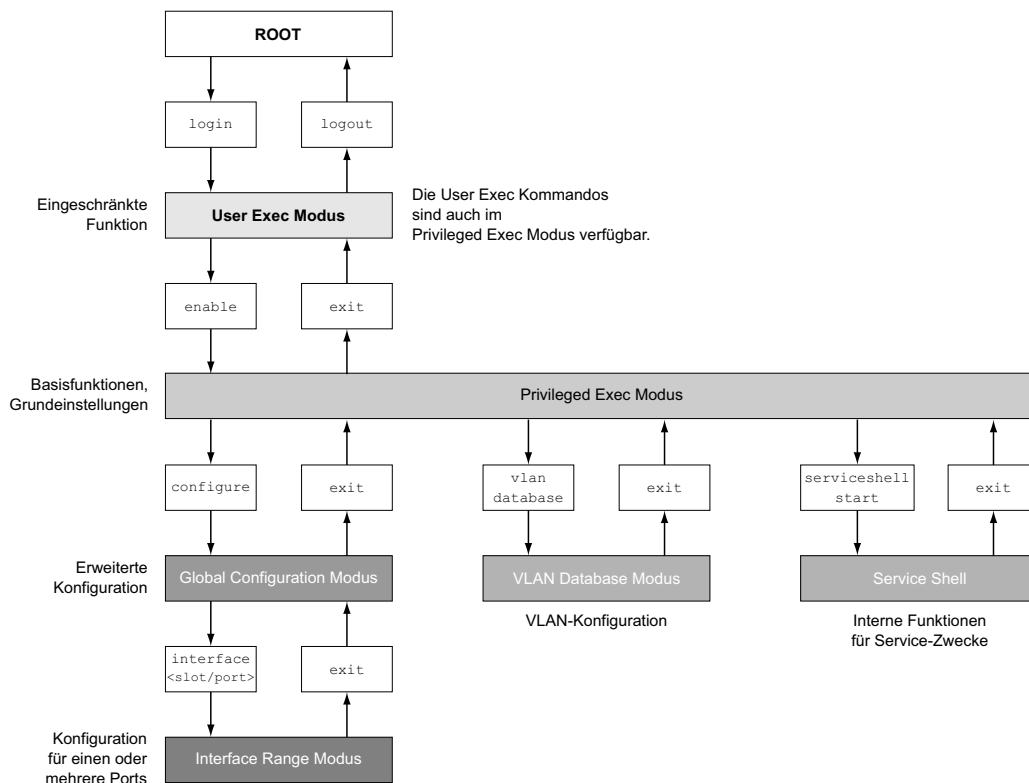 ROOT
login
logout
Eingeschränkte
Funktion
User Exec Modus
Die User Exec Kommandos
sind auch im
Privileged Exec Modus verfügbar.
enable
exit
Basisfunktionen,
Grundeinstellungen
Privileged Exec Modus
configure
exit
vlan
database
exit
serviceshell
start
exit
Erweiterte
Konfiguration
Global Configuration Modus
VLAN Database Modus
Service Shell
VLAN-Konfiguration
Interne Funktionen
für Service-Zwecke
interface
<slot/port>
exit
Konfiguration
für einen oder
mehrere Ports
Interface Range Modus